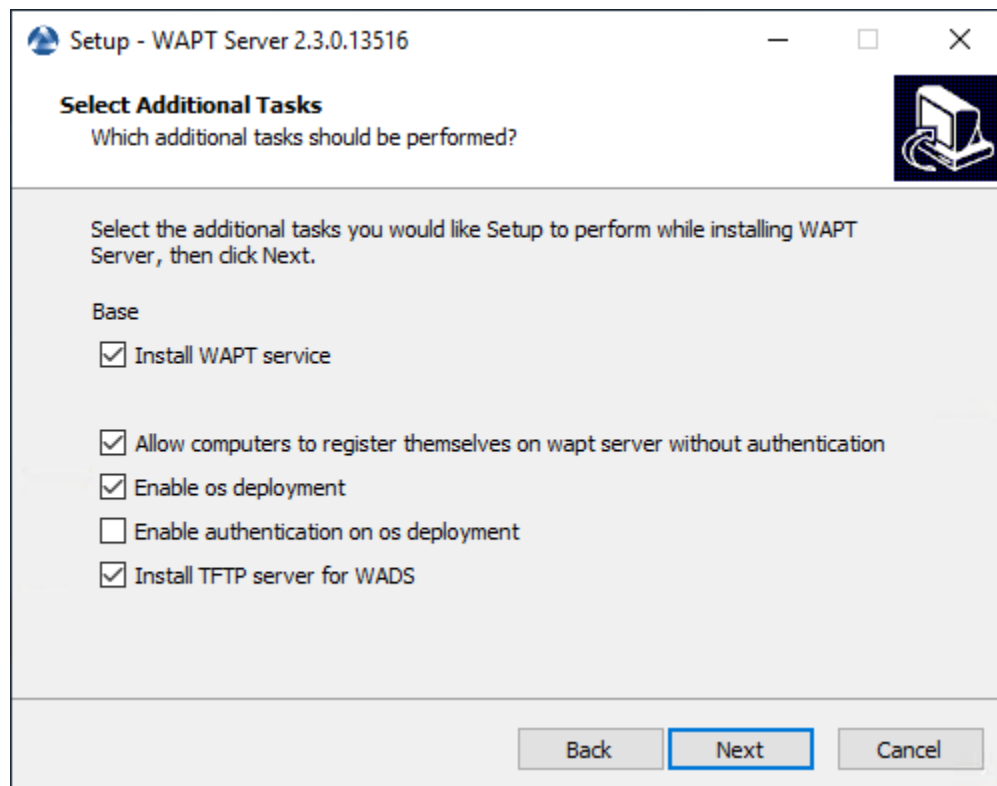 Setup - WAPT Server 2.3.0.13516
Select Additional Tasks
Which additional tasks should be performed?
Select the additional tasks you would like Setup to perform while installing WAPT
Server, then click Next.
Base
Install WAPT service
Allow computers to register themselves on wapt server without authentication
Enable os deployment
Enable authentication on os deployment
Install TFTP server for WADS
Back
Next
Cancel